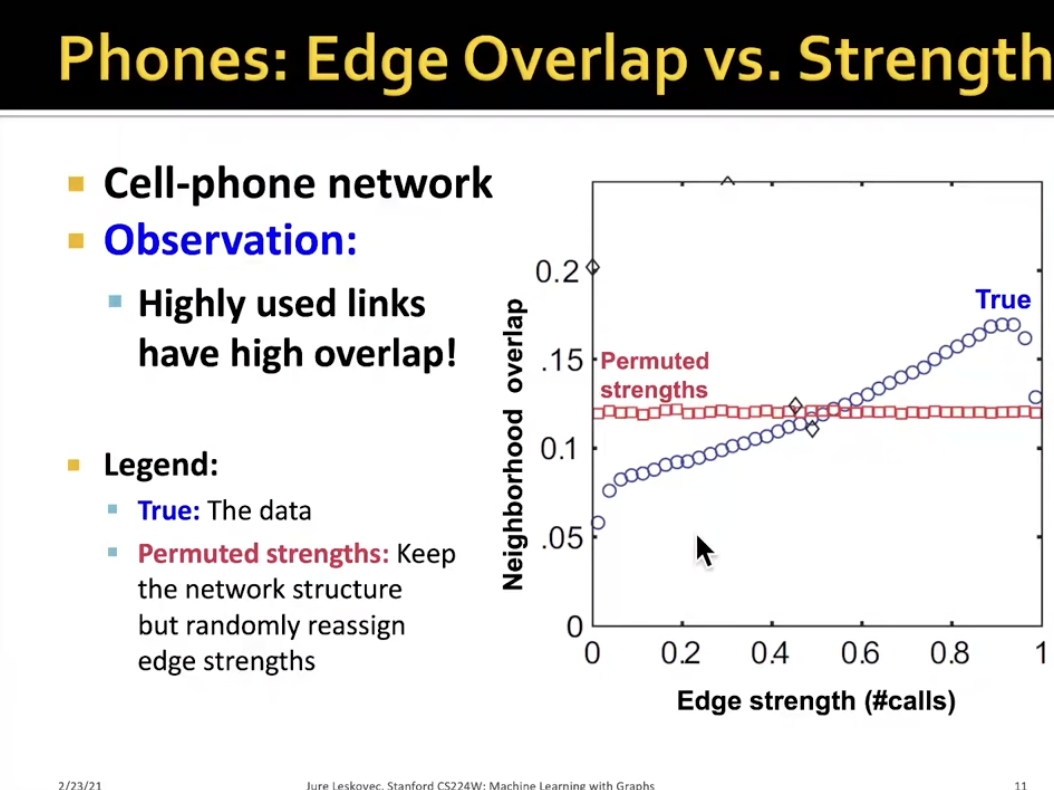 Phones: Edge Overlap vs. Strength
Cell-phone network
Observation:
Highly used links
have high overlap!
Legend:
True: The data
Permuted strengths: Keep
the network structure
but randomly reassign
edge strengths
Neighborhood overlap
0.2
.15
0.1
.05
0
True
Permuted
strengths
0 0.2 0.4 0.6 0.8 1
Edge strength (#calls)
2/23/21 Jure Leskovec, Stanford CS224W: Machine Learning with Graphs 11